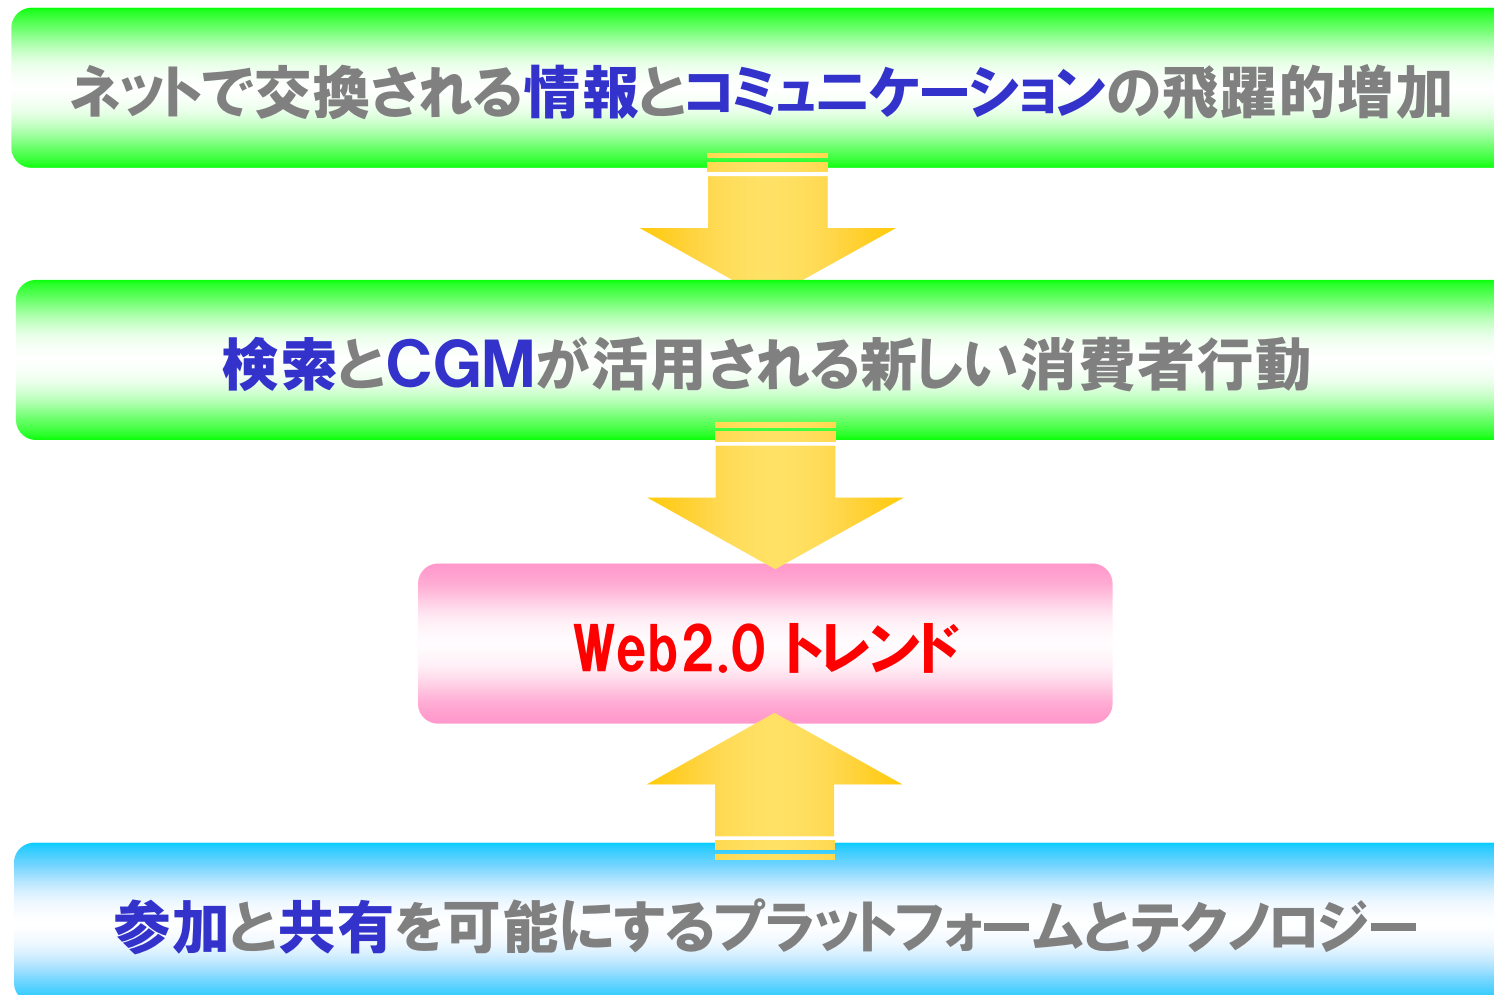 ネットで交換される情報とコミュニケーションの飛躍的増加
検索とCGMが活用される新しい消費者行動
Web2.0 トレンド
参加と共有を可能にするプラットフォームとテクノロジー